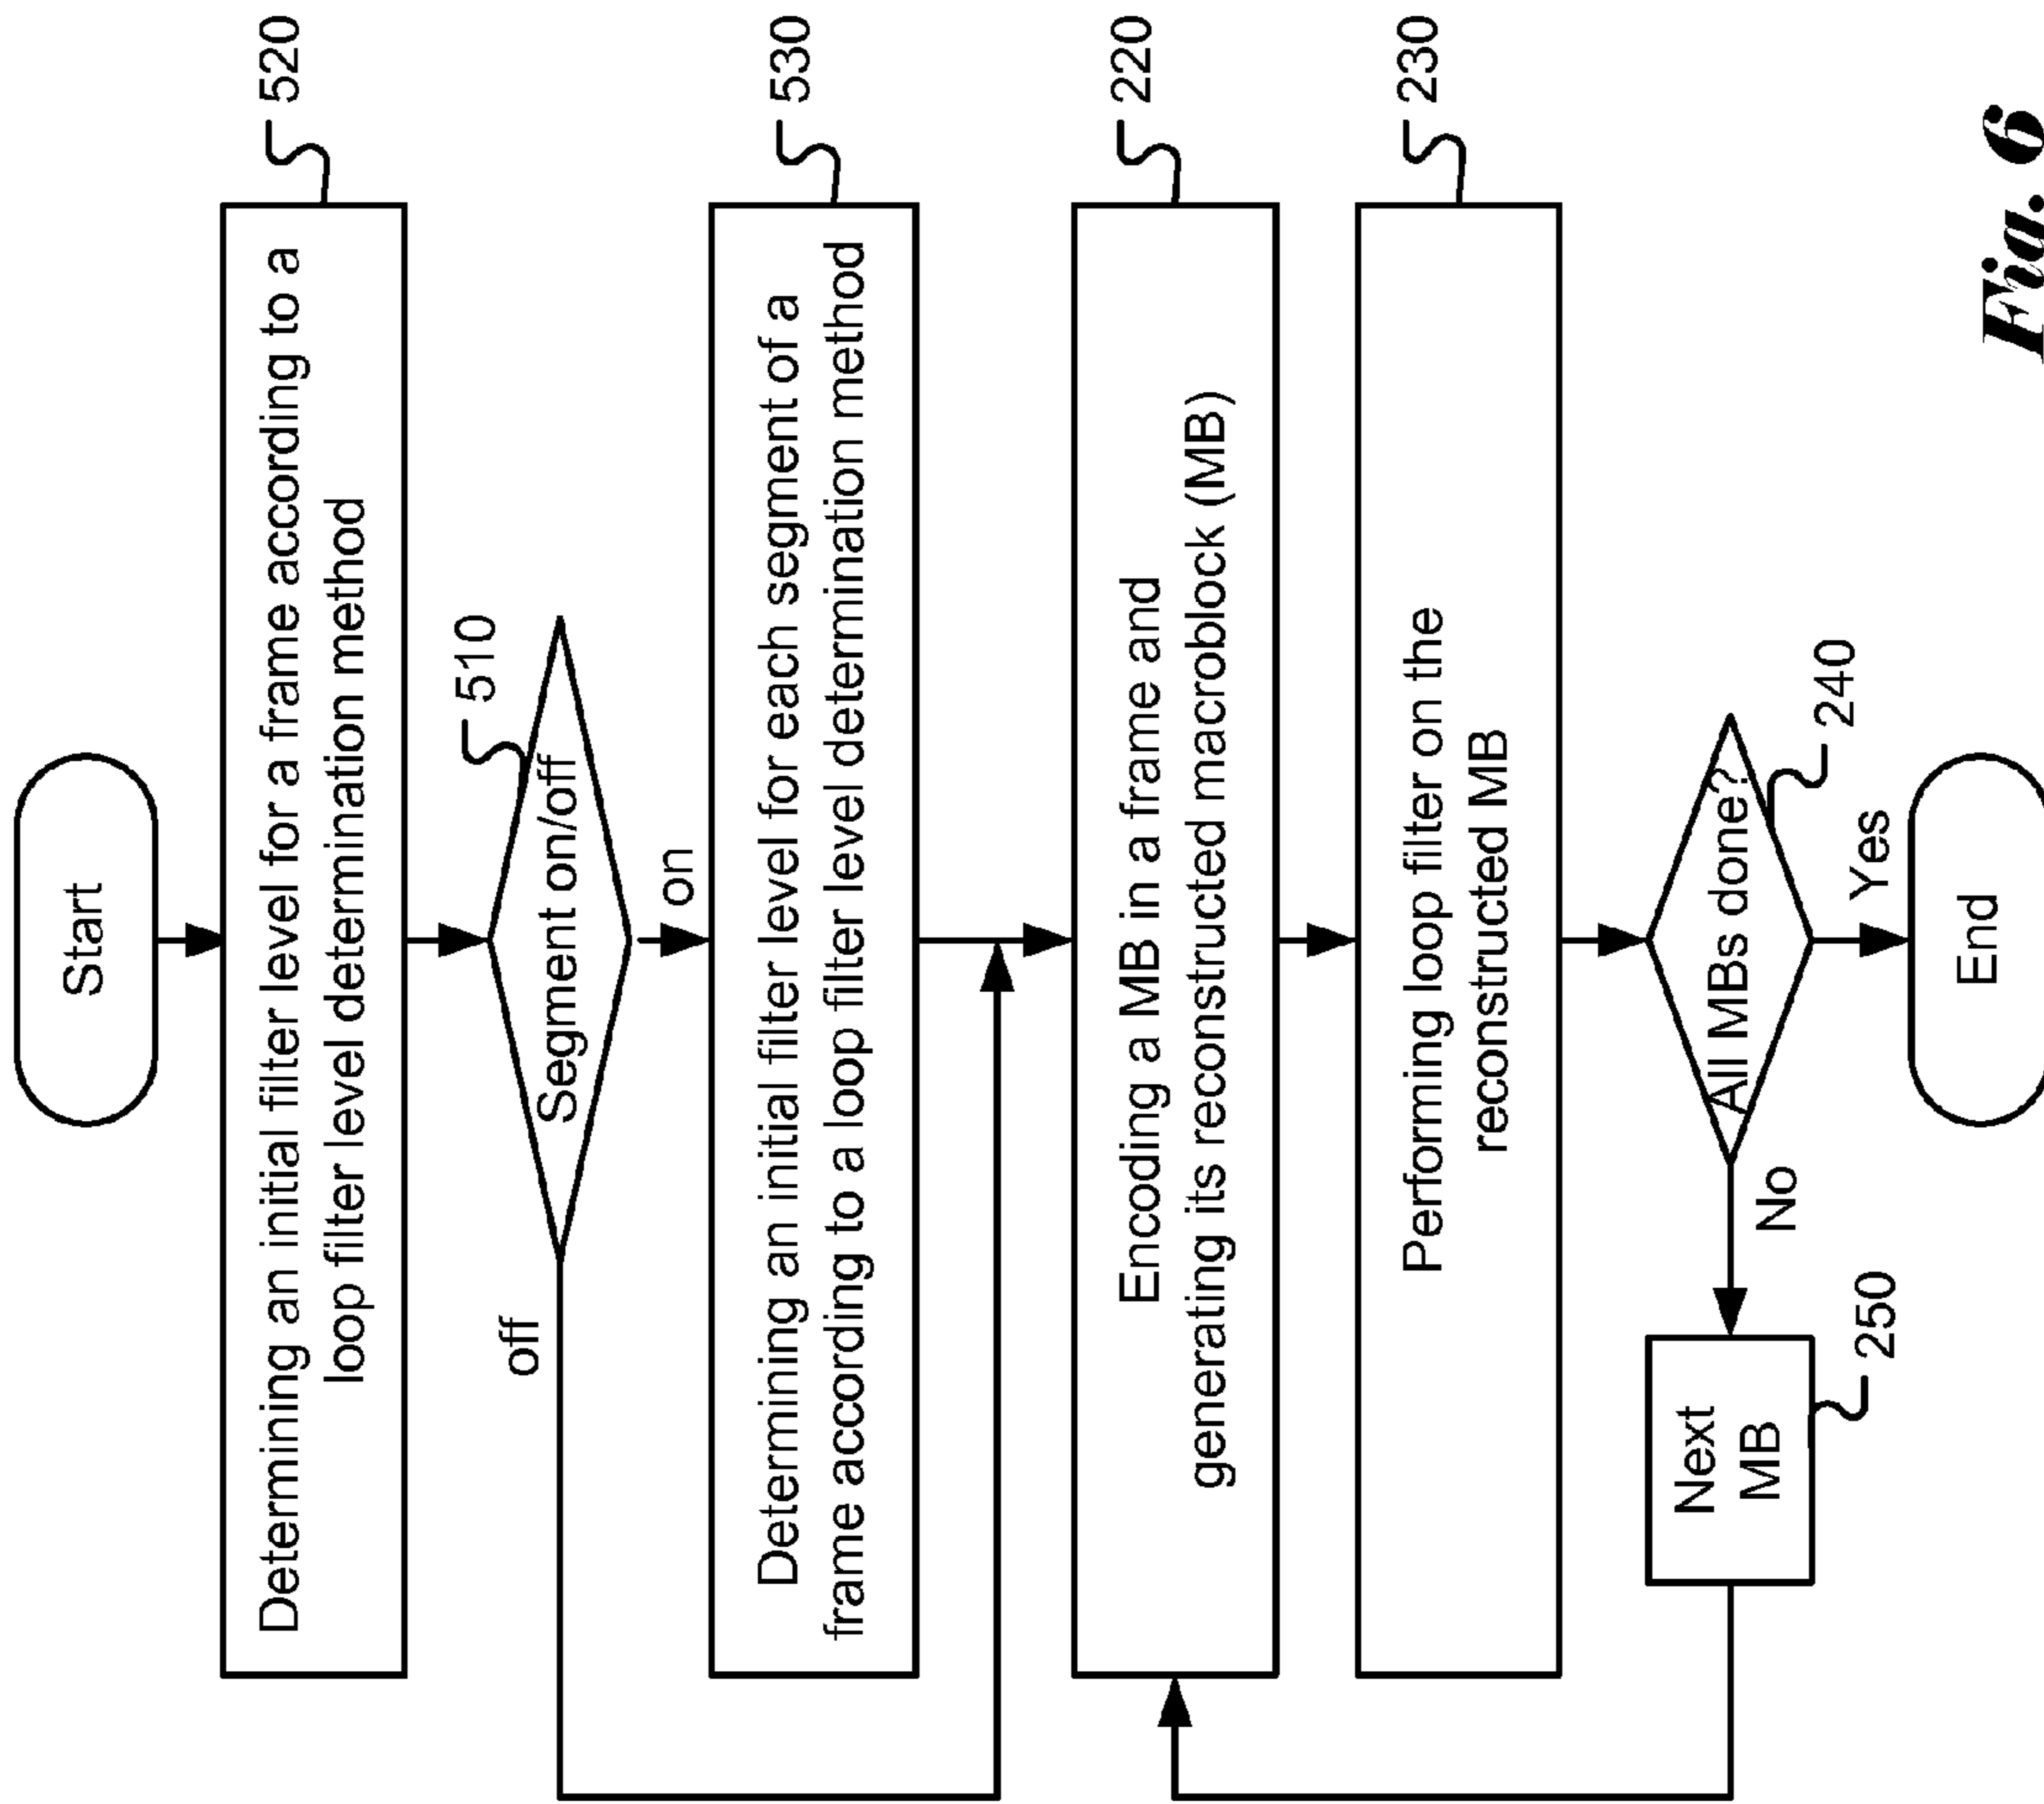 Start
Determining an initial filter level for a frame according to a
loop filter level determination method
520
Segment on/off
510
off
on
Determining an initial filter level for each segment of a
frame according to a loop filter level determination method
530
Encoding a MB in a frame and
generating its reconstructed macroblock (MB)
220
Performing loop filter on the
reconstructed MB
230
All MBs done?
240
No
Yes
Next
MB
250
End
Fig. 6